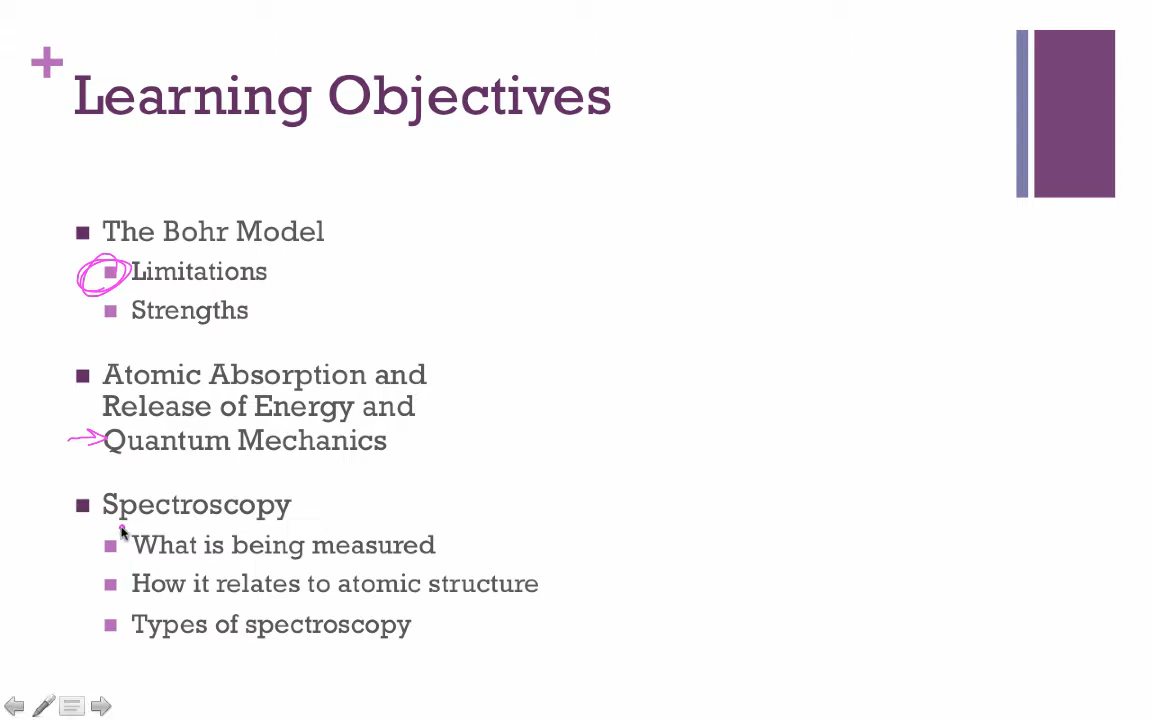 +
Learning Objectives
The Bohr Model
Limitations
Strengths
Atomic Absorption and
Release of Energy and
Quantum Mechanics
Spectroscopy
What is being measured
How it relates to atomic structure
Types of spectroscopy